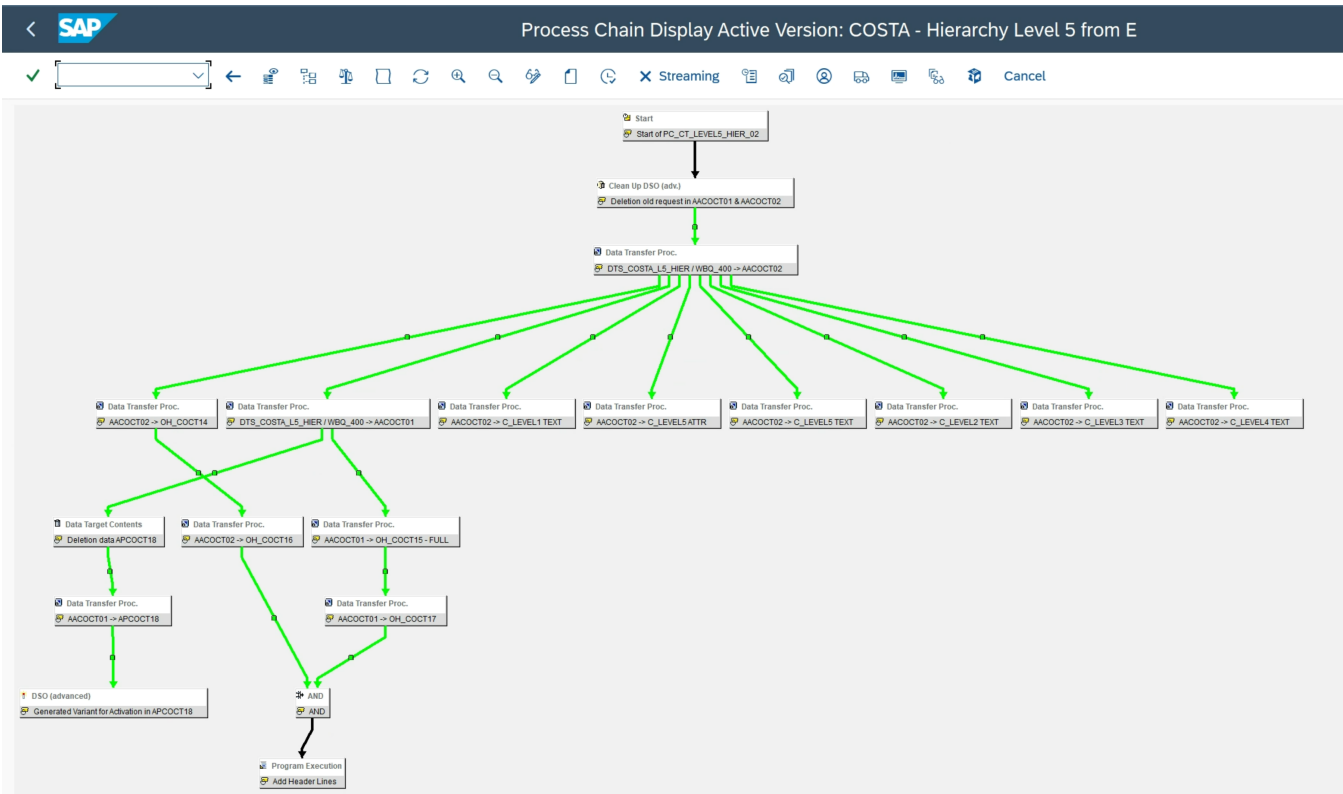 SAP
Process Chain Display Active Version: COSTA - Hierarchy Level 5 from E
Streaming
Cancel
Start
Start of PC_CT_LEVEL5_HIER_02
Clean Up DSO (adv.)
Deletion old request in AACOCT01 & AACOCT02
Data Transfer Proc.
DTS_COSTA_L5_HIER / WBQ_400 -> AACOCT02
Data Transfer Proc.
AACOCT02 -> OH_COCT14
Data Transfer Proc.
DTS_COSTA_L5_HIER / WBQ_400 -> AACOCT01
Data Transfer Proc.
AACOCT02 -> C_LEVEL1 TEXT
Data Transfer Proc.
AACOCT02 -> C_LEVEL5 ATTR
Data Transfer Proc.
AACOCT02 -> C_LEVEL5 TEXT
Data Transfer Proc.
AACOCT02 -> C_LEVEL2 TEXT
Data Transfer Proc.
AACOCT02 -> C_LEVEL3 TEXT
Data Transfer Proc.
AACOCT02 -> C_LEVEL4 TEXT
Data Target Contents
Deletion data APCOCT18
Data Transfer Proc.
AACOCT02 -> OH_COCT16
Data Transfer Proc.
AACOCT01 -> OH_COCT15 - FULL
Data Transfer Proc.
AACOCT01 -> APCOCT18
Data Transfer Proc.
AACOCT01 -> OH_COCT17
DSO (advanced)
Generated Variant for Activation in APCOCT18
AND
AND
Program Execution
Add Header Lines